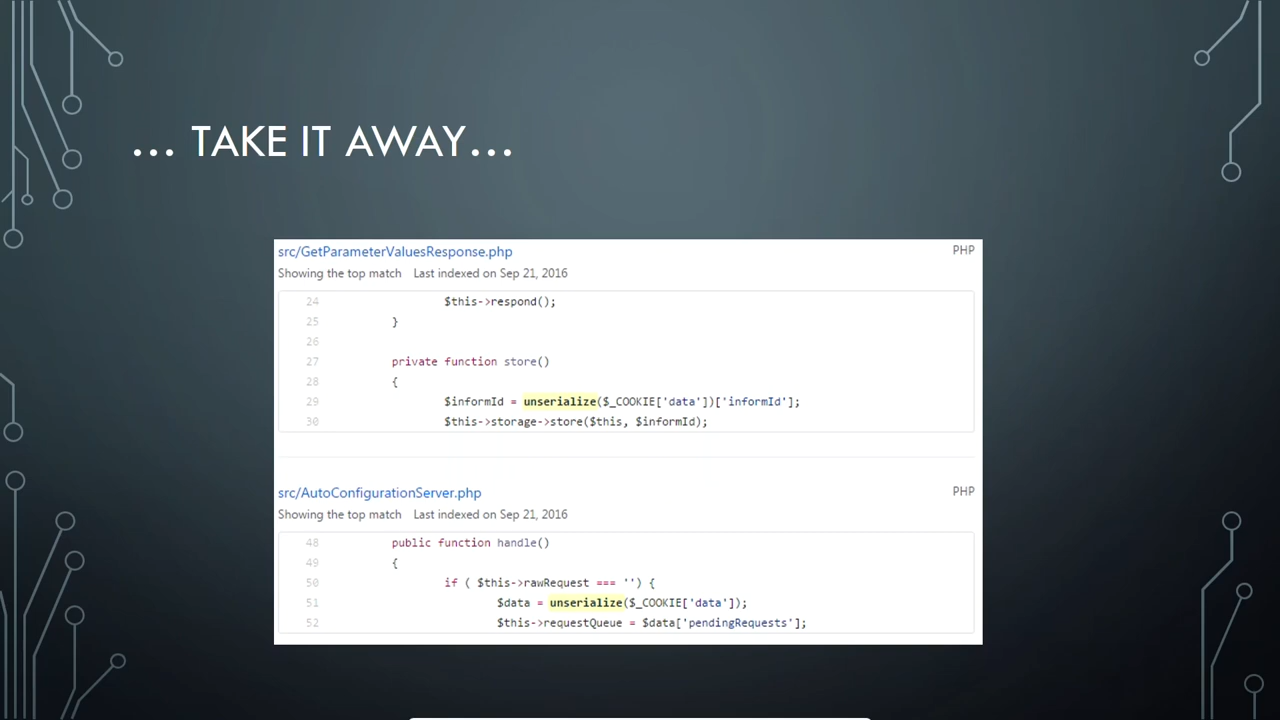 ... TAKE IT AWAY...
src/GetParameterValuesResponse.php PHP
Showing the top match Last indexed on Sep 21, 2016
24 $this->respond();
25 }
26
27 private function store()
28 {
29 $informId = unserialize($_COOKIE['data'])['informId'];
30 $this->storage->store($this, $informId);
src/AutoConfigurationServer.php PHP
Showing the top match Last indexed on Sep 21, 2016
48 public function handle()
49 {
50 if ( $this->rawRequest === '') {
51 $data = unserialize($_COOKIE['data']);
52 $this->requestQueue = $data['pendingRequests'];